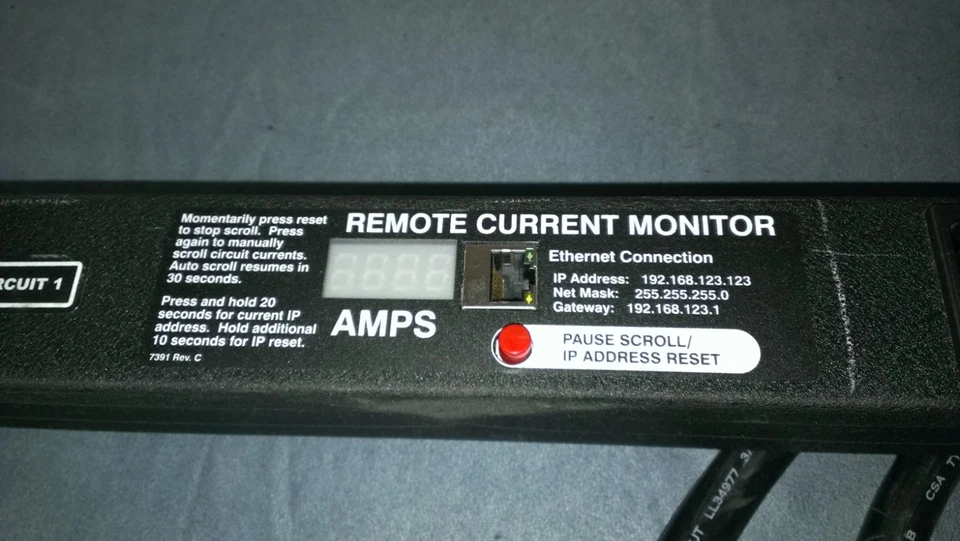 Momentarily press reset
to stop scroll. Press
again to manually
scroll circuit currents.
Auto scroll resumes in
30 seconds.
Press and hold 20
seconds for current IP
address. Hold additional
10 seconds for IP reset.
7391 Rev. C
REMOTE CURRENT MONITOR
AMPS
Ethernet Connection
IP Address: 192.168.123.123
Net Mask: 255.255.255.0
Gateway: 192.168.123.1
PAUSE SCROLL/
IP ADDRESS RESET
RCUIT 1
LL34977
CSA